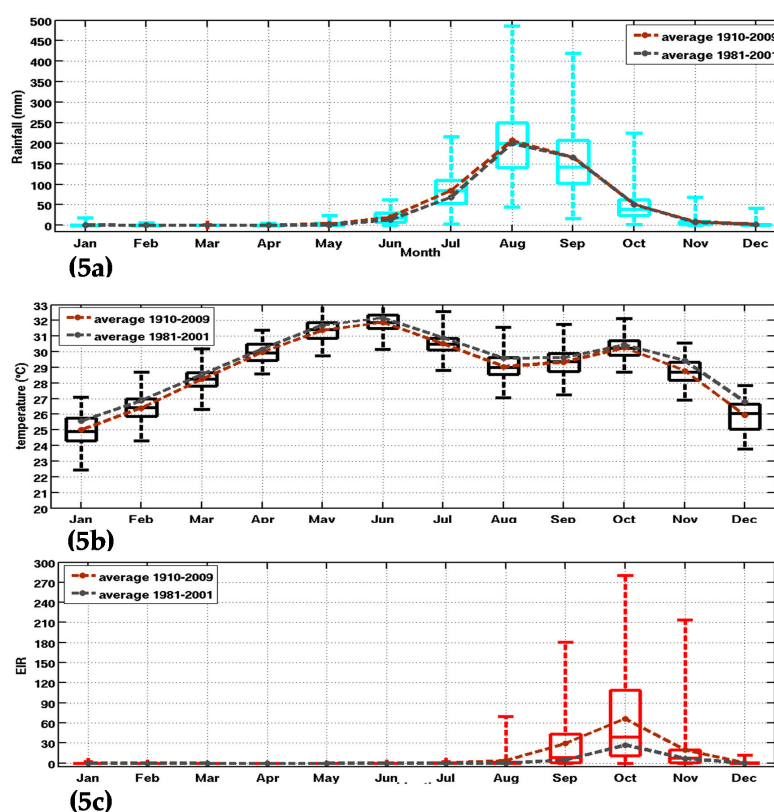 500
450
400
350
300
250
200
150
100
50
0
Rainfall (mm)
average 1910-2009
average 1981-2001
Jan Feb Mar Apr May Jun Jul Aug Sep Oct Nov Dec
Month
(5a)
33
32
31
30
29
28
27
26
25
24
23
22
21
20
temperature (°C)
average 1910-2009
average 1981-2001
Jan Feb Mar Apr May Jun Jul Aug Sep Oct Nov Dec
(5b)
300
270
240
210
180
150
120
90
60
30
0
EIR
average 1910-2009
average 1981-2001
Jan Feb Mar Apr May Jun Jul Aug Sep Oct Nov Dec
(5c)